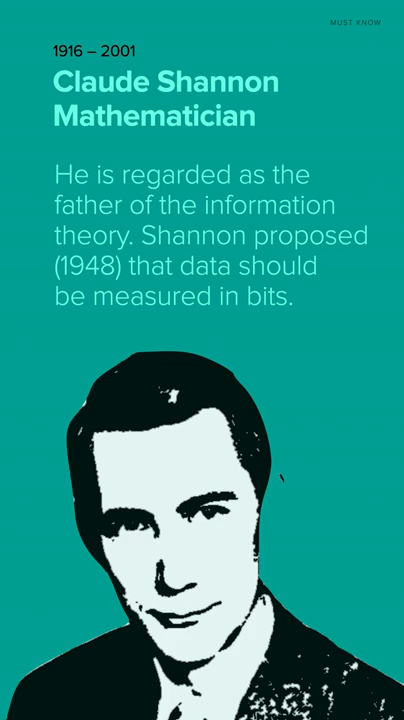 MUST KNOW
1916 – 2001
Claude Shannon
Mathematician
He is regarded as the
father of the information
theory. Shannon proposed
(1948) that data should
be measured in bits.